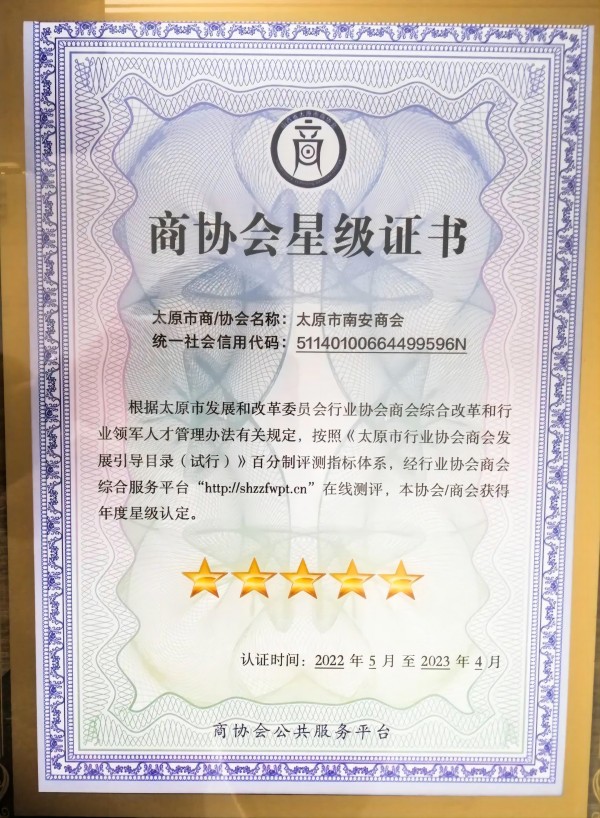 商协会星级证书
太原市商/协会名称：太原市南安商会
统一社会信用代码：51140100664499596N
根据太原市发展和改革委员会行业协会商会综合改革和行
业领军人才管理办法有关规定，按照《太原市行业协会商会发
展引导目录（试行）》百分制评测指标体系，经行业协会商会
综合服务平台“http://shzzfwpt.cn”在线测评，本协会/商会获得
年度星级认定。
认证时间：2022 年 5 月 至 2023 年 4 月
商协会公共服务平台